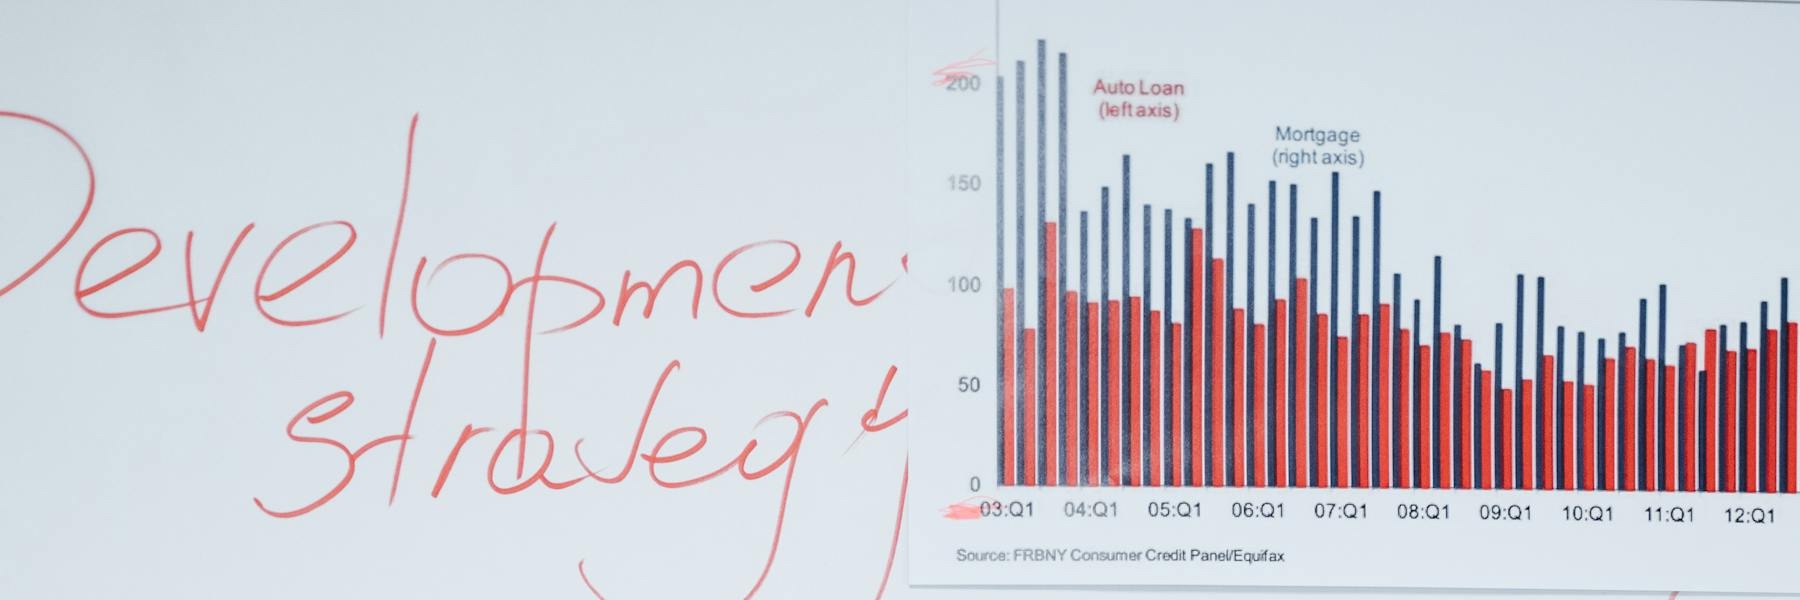 Development
strategy
200
150
100
50
0
Auto Loan
(left axis)
Mortgage
(right axis)
03:Q1 04:Q1 05:Q1 06:Q1 07:Q1 08:Q1 09:Q1 10:Q1 11:Q1 12:Q1
Source: FRBNY Consumer Credit Panel/Equifax